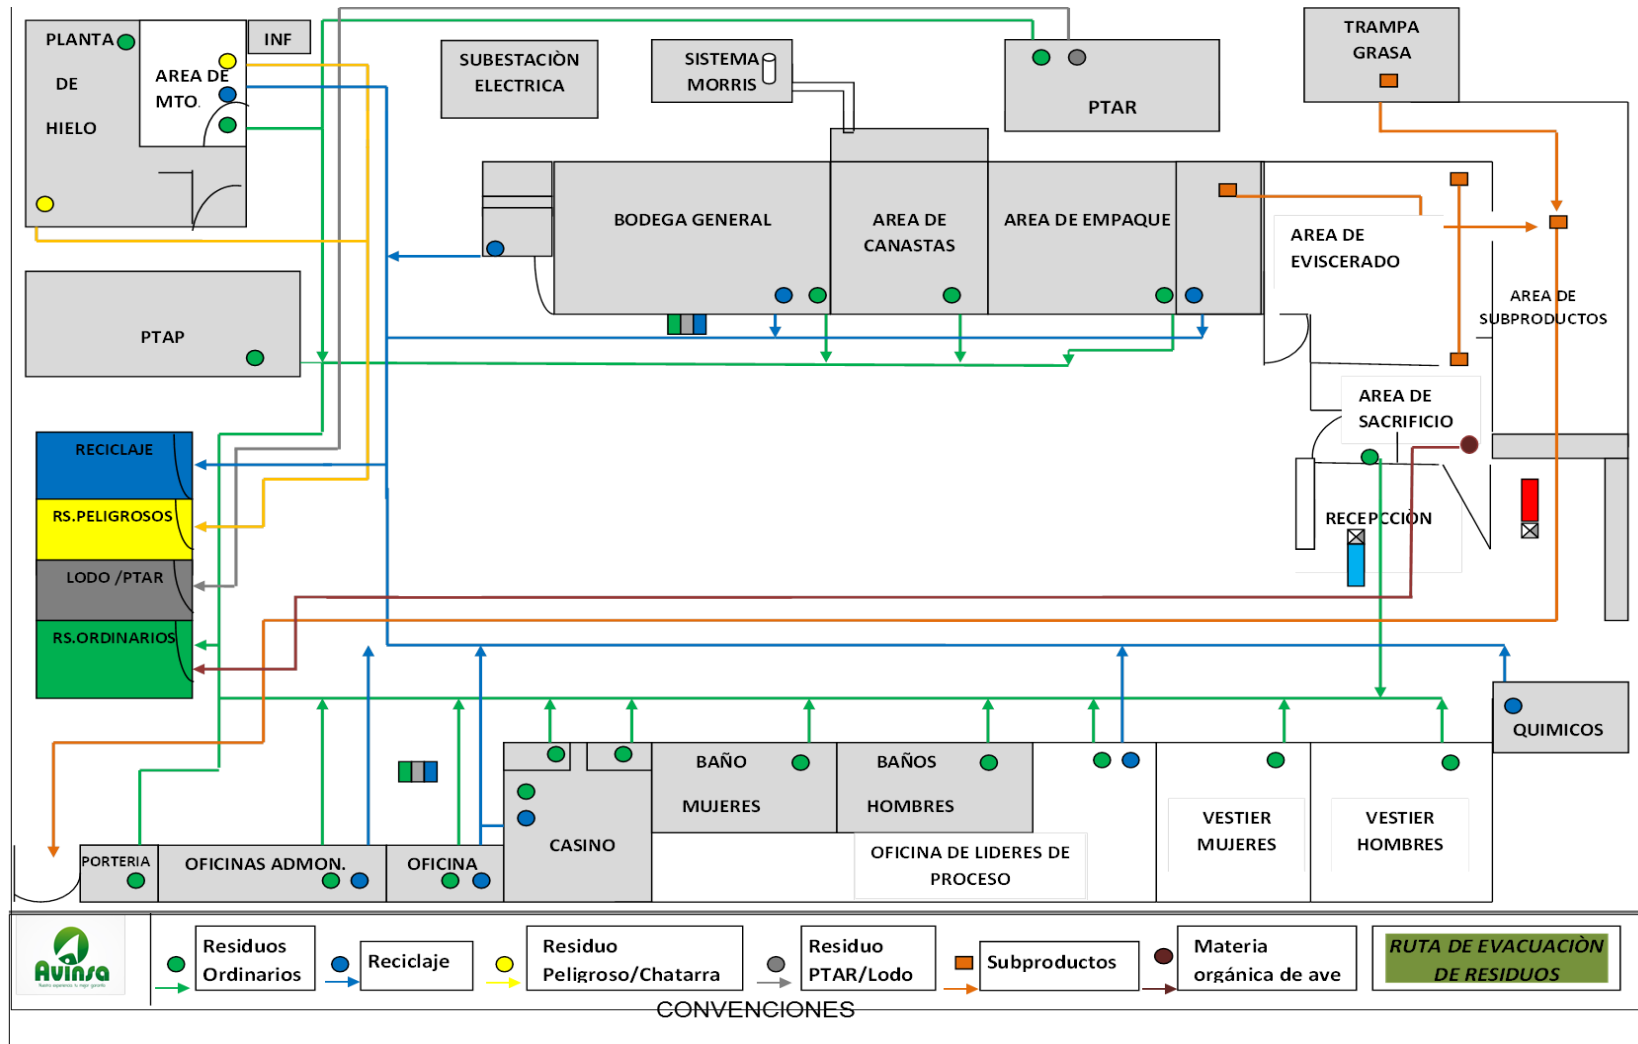 PLANTA
DE
HIELO
AREA DE
MTO.
INF
SUBESTACIÒN
ELECTRICA
SISTEMA
MORRIS
PTAR
TRAMPA
GRASA
BODEGA GENERAL
AREA DE
CANASTAS
AREA DE EMPAQUE
AREA DE
EVISCERADO
AREA DE
SUBPRODUCTOS
PTAP
AREA DE
SACRIFICIO
RECICLAJE
RS.PELIGROSOS
LODO /PTAR
RS.ORDINARIOS
RECEPCCIÒN
QUIMICOS
PORTERIA
OFICINAS ADMON.
OFICINA
CASINO
BAÑO
MUJERES
BAÑOS
HOMBRES
OFICINA DE LIDERES DE
PROCESO
VESTIER
MUJERES
VESTIER
HOMBRES
Avinsa
Residuos
Ordinarios
Reciclaje
Residuo
Peligroso/Chatarra
Residuo
PTAR/Lodo
Subproductos
Materia
orgánica de ave
RUTA DE EVACUACIÒN
DE RESIDUOS
CONVENCIONES